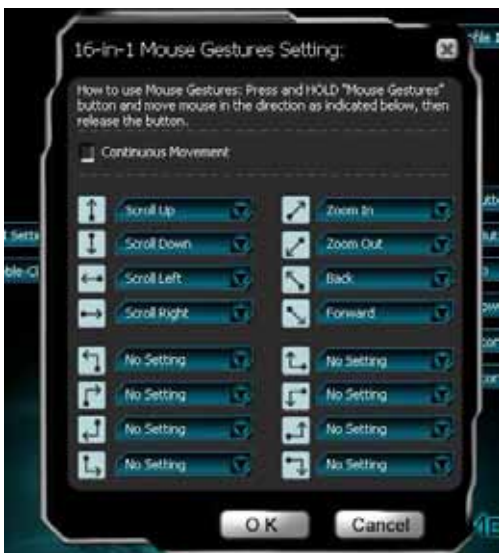 16-in-1 Mouse Gestures Setting:
How to use Mouse Gestures: Press and HOLD "Mouse Gestures"
button and move mouse in the direction as indicated below, then
release the button.
Continuous Movement
Scroll Up
Zoom In
Scroll Down
Zoom Out
Scroll Left
Back
Scroll Right
Forward
No Setting
No Setting
No Setting
No Setting
No Setting
No Setting
No Setting
No Setting
OK
Cancel